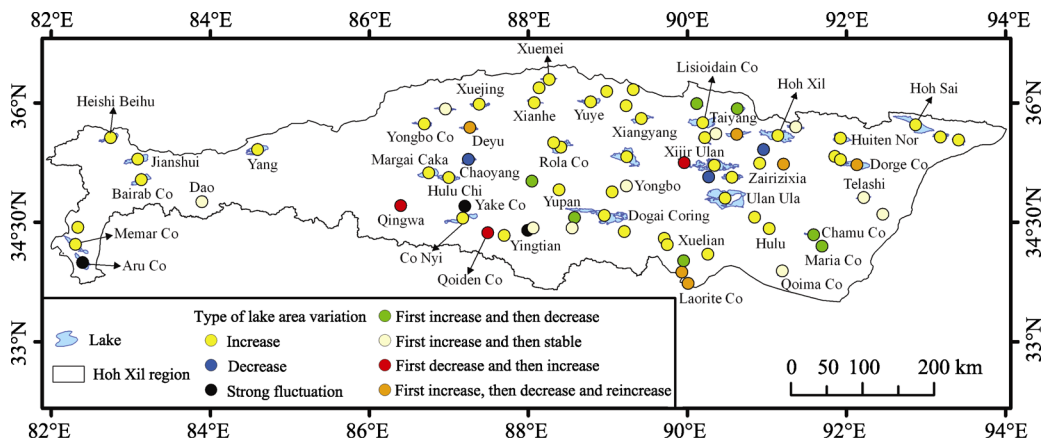 82°E 84°E 86°E 88°E 90°E 92°E 94°E
Xuemei
Lisioidain Co
Hoh Xil
Hoh Sai
36°N
36°N
Heishi Beihu
Xuejing
Xianhe
Yuye
Taiyang
Yongbo Co
Deyu
Xiangyang
Huiten Nor
Jianshui
Yang
Margai Caka
Rola Co
Xijir Ulan
Dorge Co
Chaoyang
Zairizixia
Bairab Co
Dao
Hulu Chi
Yupan
Yongbo
Telashi
Yake Co
Ulan Ula
34°30′N
34°30′N
Qingwa
Dogai Coring
Memar Co
Yingtian
Xuelian
Hulu
Chamu Co
Co Nyi
Maria Co
Aru Co
Qoiden Co
Qoima Co
Laorite Co
Type of lake area variation
First increase and then decrease
Lake
Increase
First increase and then stable
33°N
33°N
Decrease
First decrease and then increase
Hoh Xil region
Strong fluctuation
First increase, then decrease and reincrease
0 100 200 km
82°E 84°E 86°E 88°E 90°E 92°E 94°E